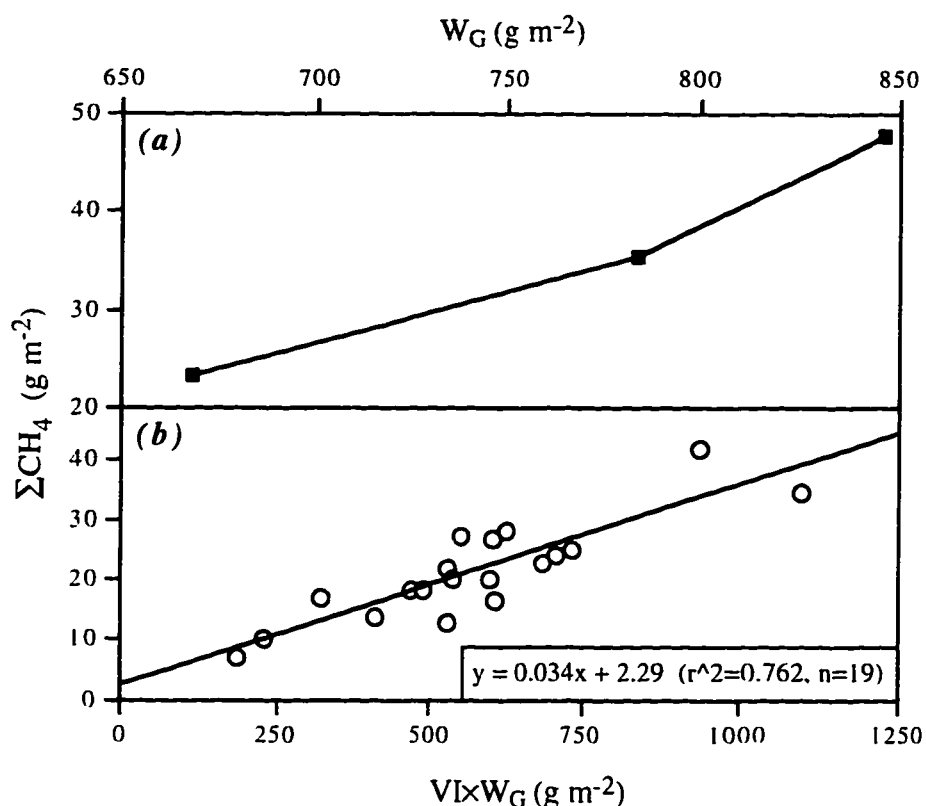 W_G (g m⁻²)
650 700 750 800 850
50
(a)
40
30
20
(b)
40
30
20
10
0
ΣCH₄ (g m⁻²)
y = 0.034x + 2.29 (r^2=0.762, n=19)
0 250 500 750 1000 1250
VI×W_G (g m⁻²)